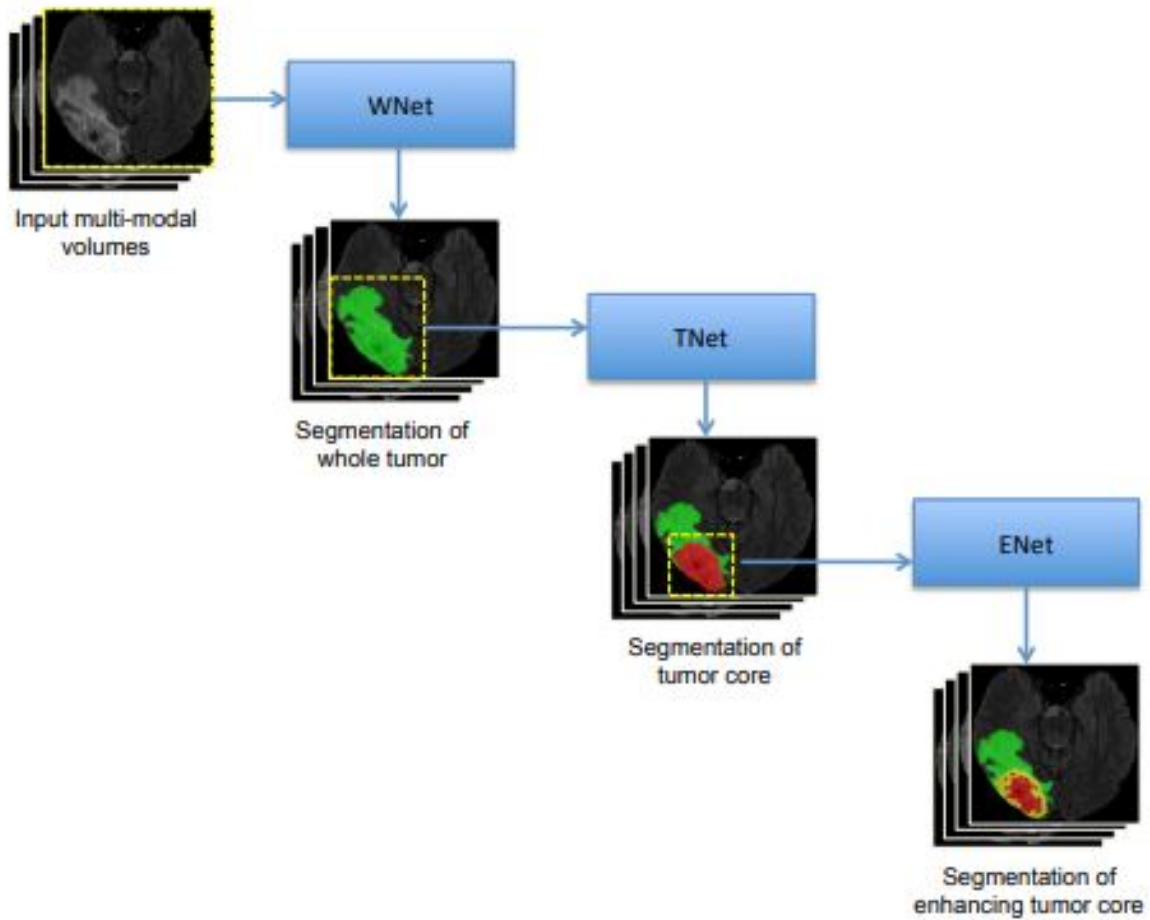 WNet
Input multi-modal
volumes
TNet
Segmentation of
whole tumor
ENet
Segmentation of
tumor core
Segmentation of
enhancing tumor core